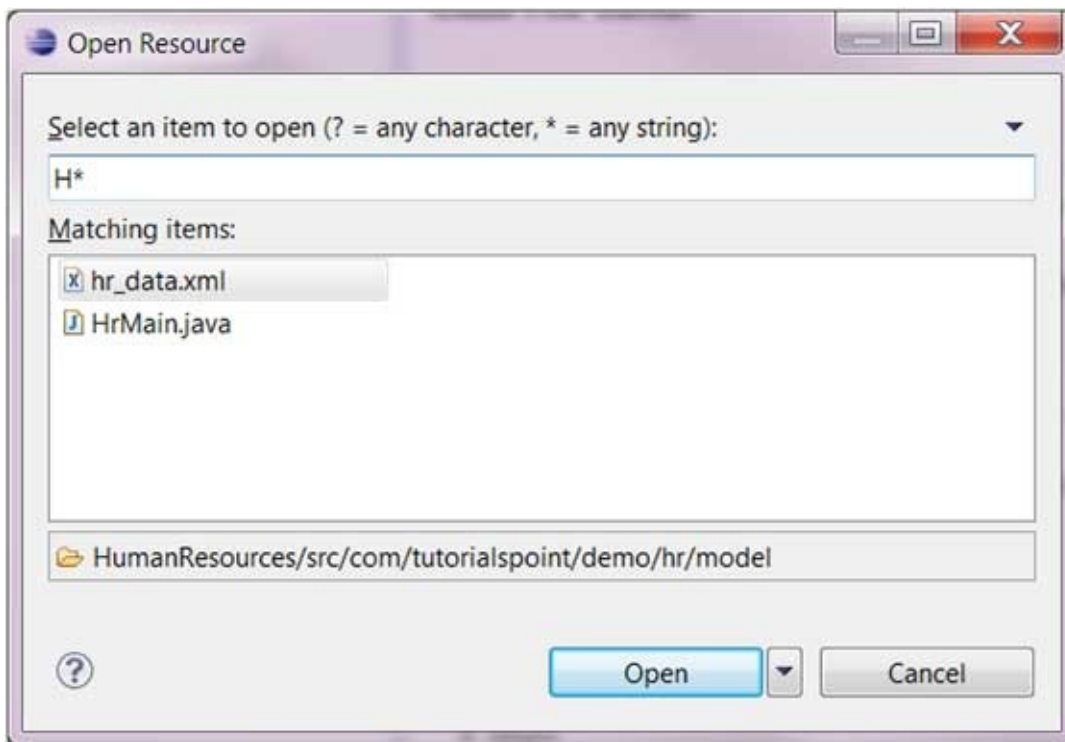 Open Resource
Select an item to open (? = any character, * = any string):
H*
Matching items:
hr_data.xml
HrMain.java
HumanResources/src/com/tutorialspoint/demo/hr/model
Open
Cancel